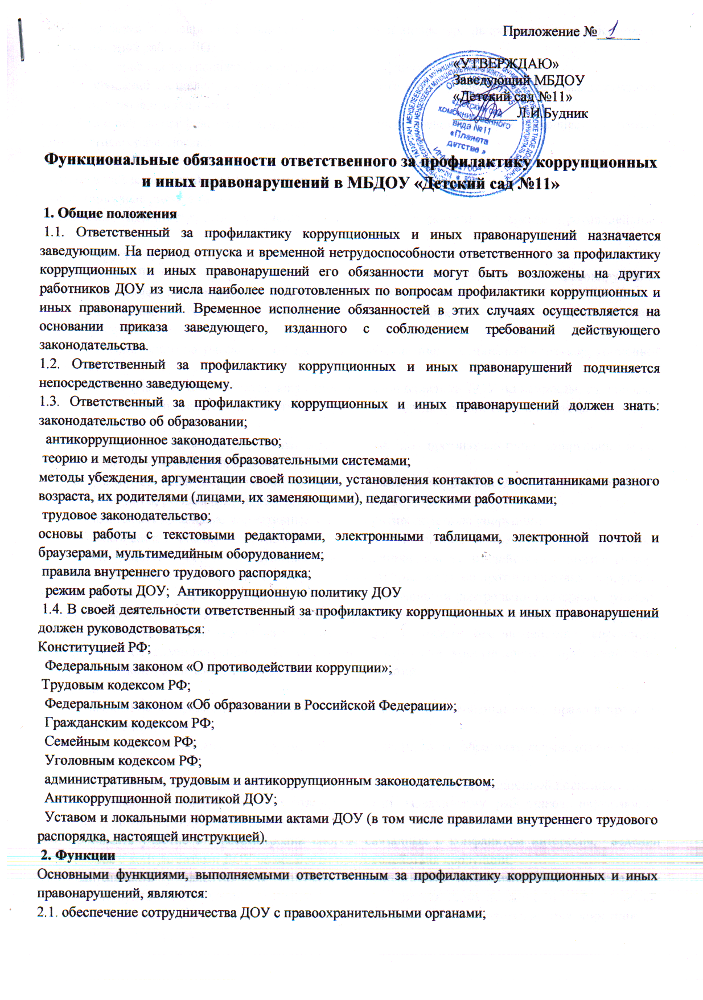 Приложение № 1
«УТВЕРЖДАЮ»
Заведующий МБДОУ
«Детский сад №11»
Л.И.Будник
«Детский сад
комбинированного
вида №11
«Планета
детства»
Функциональные обязанности ответственного за профилактику коррупционных
и иных правонарушений в МБДОУ «Детский сад №11»
1. Общие положения
1.1. Ответственный за профилактику коррупционных и иных правонарушений назначается
заведующим. На период отпуска и временной нетрудоспособности ответственного за профилактику
коррупционных и иных правонарушений его обязанности могут быть возложены на других
работников ДОУ из числа наиболее подготовленных по вопросам профилактики коррупционных и
иных правонарушений. Временное исполнение обязанностей в этих случаях осуществляется на
основании приказа заведующего, изданного с соблюдением требований действующего
законодательства.
1.2. Ответственный за профилактику коррупционных и иных правонарушений подчиняется
непосредственно заведующему.
1.3. Ответственный за профилактику коррупционных и иных правонарушений должен знать:
законодательство об образовании;
антикоррупционное законодательство;
теорию и методы управления образовательными системами;
методы убеждения, аргументации своей позиции, установления контактов с воспитанниками разного
возраста, их родителями (лицами, их заменяющими), педагогическими работниками;
трудовое законодательство;
основы работы с текстовыми редакторами, электронными таблицами, электронной почтой и
браузерами, мультимедийным оборудованием;
правила внутреннего трудового распорядка;
режим работы ДОУ; Антикоррупционную политику ДОУ
1.4. В своей деятельности ответственный за профилактику коррупционных и иных правонарушений
должен руководствоваться:
Конституцией РФ;
Федеральным законом «О противодействии коррупции»;
Трудовым кодексом РФ;
Федеральным законом «Об образовании в Российской Федерации»;
Гражданским кодексом РФ;
Семейным кодексом РФ;
Уголовным кодексом РФ;
административным, трудовым и антикоррупционным законодательством;
Антикоррупционной политикой ДОУ;
Уставом и локальными нормативными актами ДОУ (в том числе правилами внутреннего трудового
распорядка, настоящей инструкцией).
2. Функции
Основными функциями, выполняемыми ответственным за профилактику коррупционных и иных
правонарушений, являются:
2.1. обеспечение сотрудничества ДОУ с правоохранительными органами;